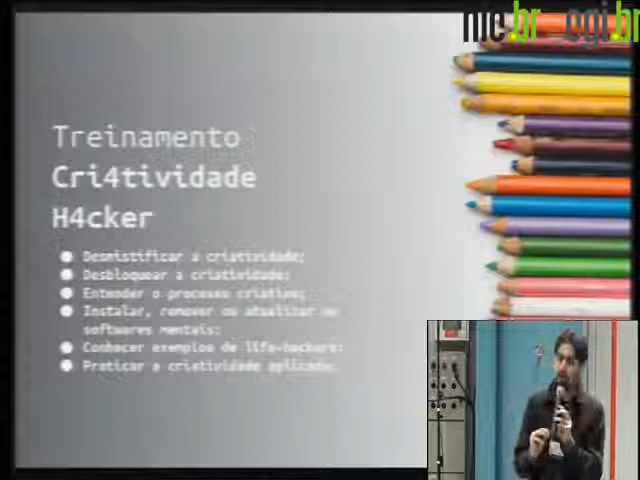 nic.br cgi.br
Treinamento
Cri4tividade
H4cker
Desmistificar a criatividade;
Desbloquear a criatividade;
Entender o processo criativo;
Instalar, remover ou atualizar os
softwares mentais;
Conhecer exemplos de life-hackers;
Praticar a criatividade aplicada.